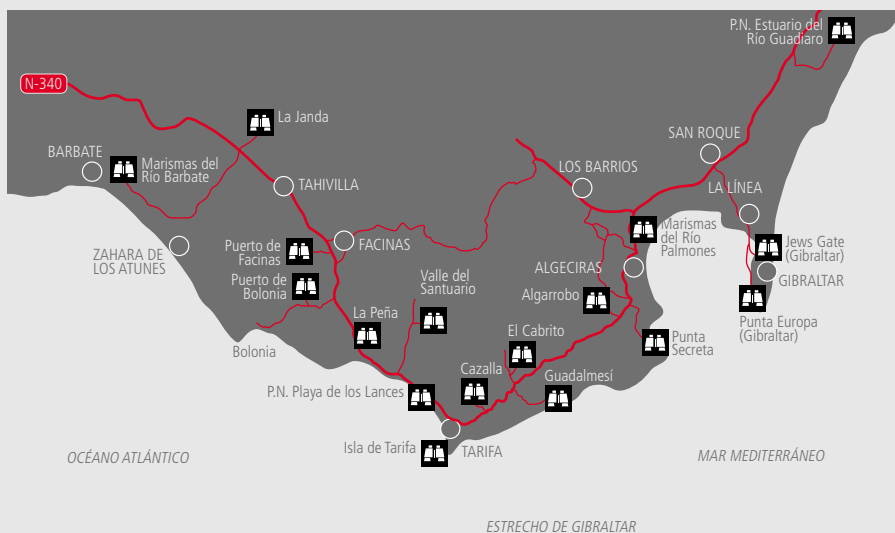 P.N. Estuario del
Río Guadiaro
N-340
La Janda
SAN ROQUE
BARBATE
Marismas del
Río Barbate
LOS BARRIOS
TAHIVILLA
LA LÍNEA
Marismas
del Río
Palmones
Puerto de
Facinas
FACINAS
Jews Gate
(Gibraltar)
ZAHARA DE
LOS ATUNES
ALGECIRAS
GIBRALTAR
Puerto de
Bolonia
Valle del
Santuario
Algarrobo
La Peña
El Cabrito
Punta Europa
(Gibraltar)
Bolonia
Punta
Secreta
Cazalla
Guadalmesí
P.N. Playa de los Lances
Isla de Tarifa
TARIFA
OCÉANO ATLÁNTICO
MAR MEDITERRÁNEO
ESTRECHO DE GIBRALTAR